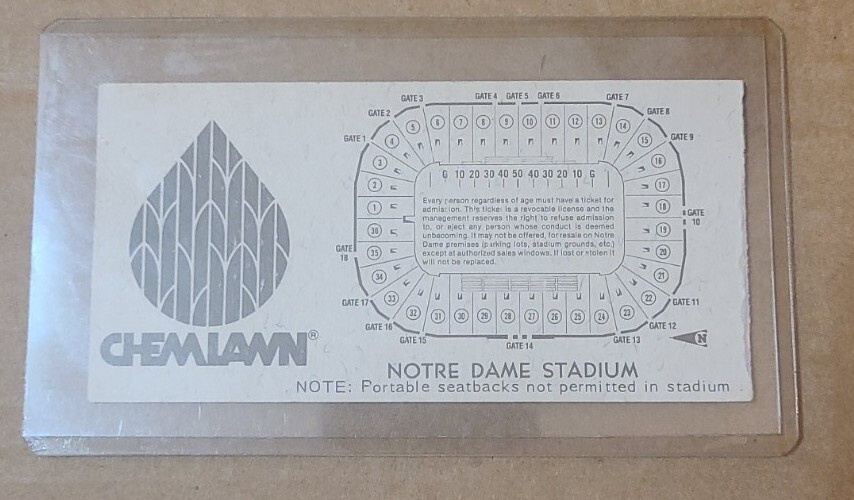 GATE 3
GATE 4
GATE 5
GATE 6
GATE 7
GATE 2
GATE 8
GATE 1
GATE 9
5
6
7
8
9
10
11
12
13
14
4
15
3
16
2
17
1
18
36
19
35
20
34
21
33
22
32
31
30
29
28
27
26
25
24
23
G 10 20 30 40 50 40 30 20 10 G
Every person regardless of age must have a ticket for
admission. This ticket is a revocable license and the
management reserves the right to refuse admission
to, or eject any person whose conduct is deemed
unbecoming. It may not be offered, for resale on Notre
Dame premises (parking lots, stadium grounds, etc.)
except at authorized sales windows. If lost or stolen it
will not be replaced.
GATE
10
GATE
18
GATE 17
GATE 11
GATE 16
GATE 12
GATE 15
GATE 14
GATE 13
N
CHEMLAWN®
NOTRE DAME STADIUM
NOTE: Portable seatbacks not permitted in stadium